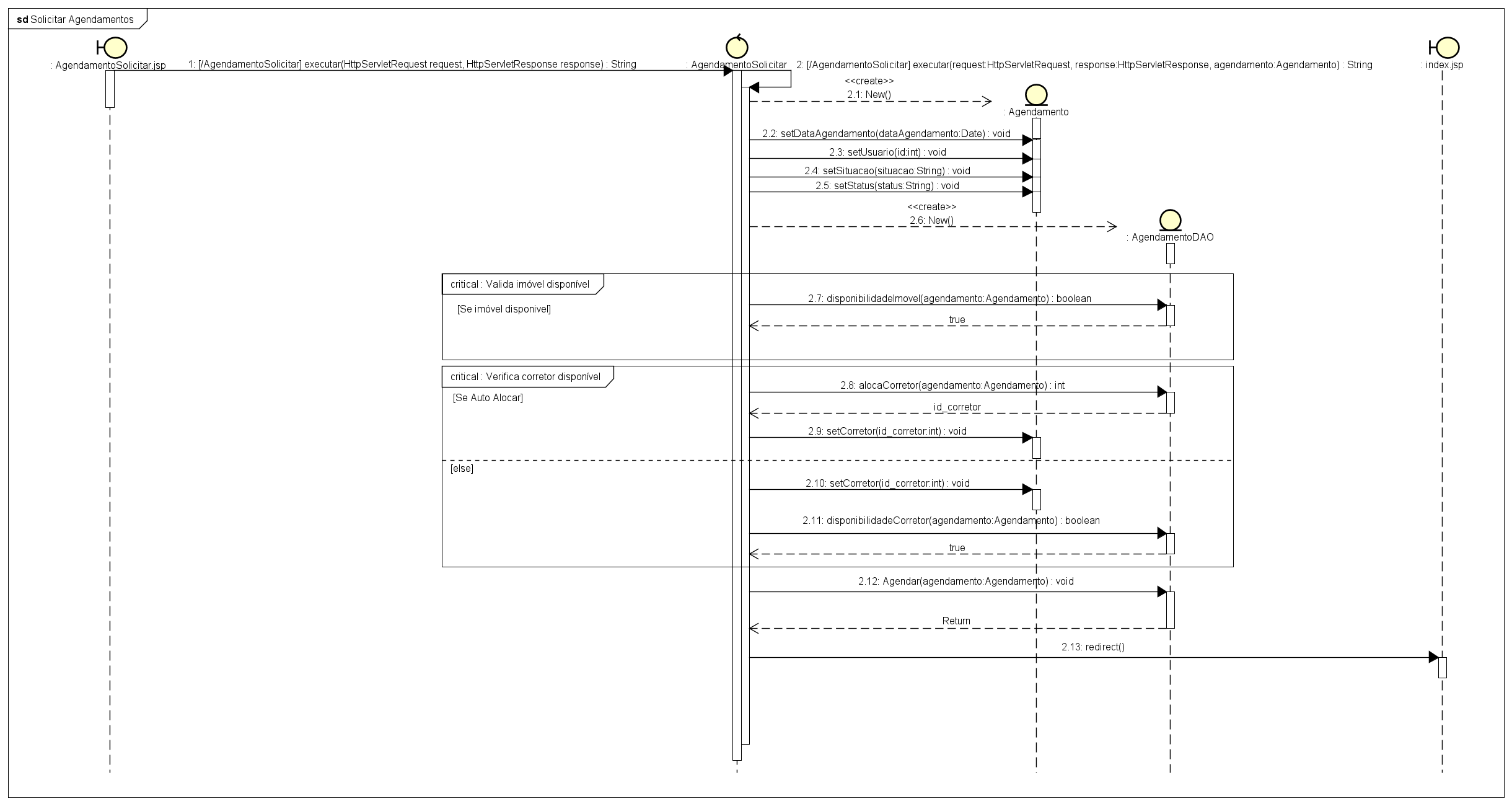 sd Solicitar Agendamentos
: AgendamentoSolicitar.jsp
1: [/AgendamentoSolicitar] executar(HttpServletRequest request, HttpServletResponse response) : String
: AgendamentoSolicitar
2: [/AgendamentoSolicitar] executar(request:HttpServletRequest, response:HttpServletResponse, agendamento:Agendamento) : String
: index.jsp
<<create>>
2.1: New()
: Agendamento
2.2: setDataAgendamento(dataAgendamento:Date) : void
2.3: setUsuario(id:int) : void
2.4: setSituacao(situacao:String) : void
2.5: setStatus(status:String) : void
<<create>>
2.6: New()
: AgendamentoDAO
critical : Valida imóvel disponível
[Se imóvel disponivel]
2.7: disponibilidadeImovel(agendamento:Agendamento) : boolean
true
critical : Verifica corretor disponível
[Se Auto Alocar]
2.8: alocaCorretor(agendamento:Agendamento) : int
id_corretor
2.9: setCorretor(id_corretor:int) : void
[else]
2.10: setCorretor(id_corretor:int) : void
2.11: disponibilidadeCorretor(agendamento:Agendamento) : boolean
true
2.12: Agendar(agendamento:Agendamento) : void
Return
2.13: redirect()